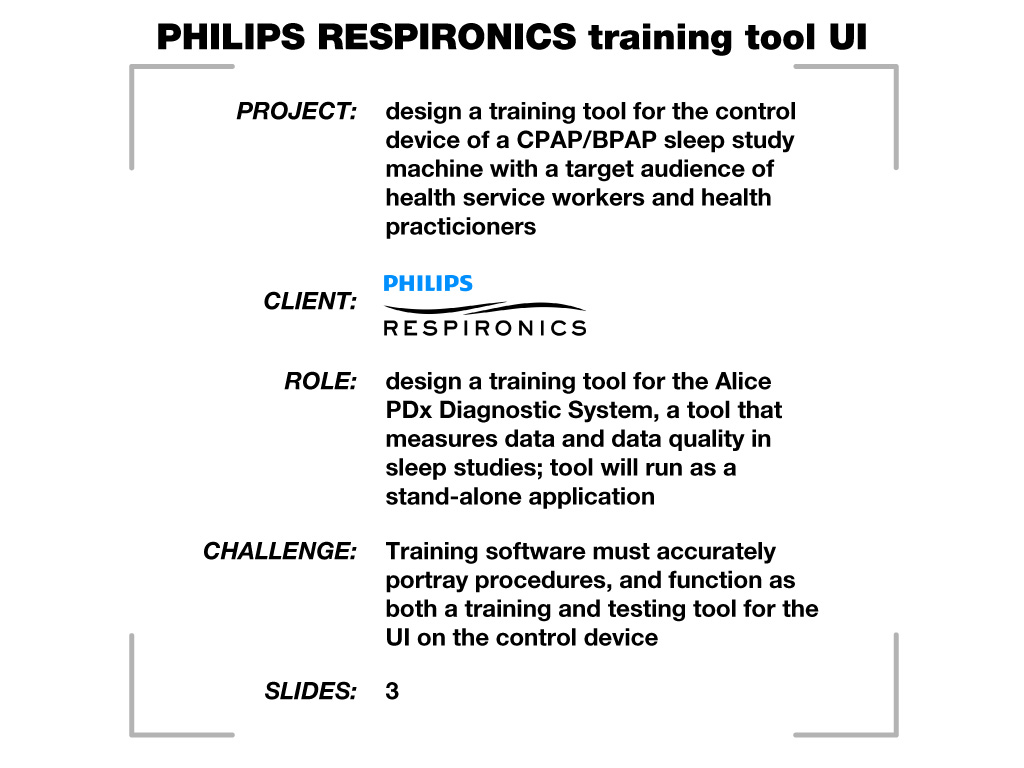 PHILIPS RESPIRONICS training tool UI
PROJECT: design a training tool for the control
device of a CPAP/BPAP sleep study
machine with a target audience of
health service workers and health
practicioners
CLIENT: PHILIPS
RESPIRONICS
ROLE: design a training tool for the Alice
PDx Diagnostic System, a tool that
measures data and data quality in
sleep studies; tool will run as a
stand-alone application
CHALLENGE: Training software must accurately
portray procedures, and function as
both a training and testing tool for the
UI on the control device
SLIDES: 3